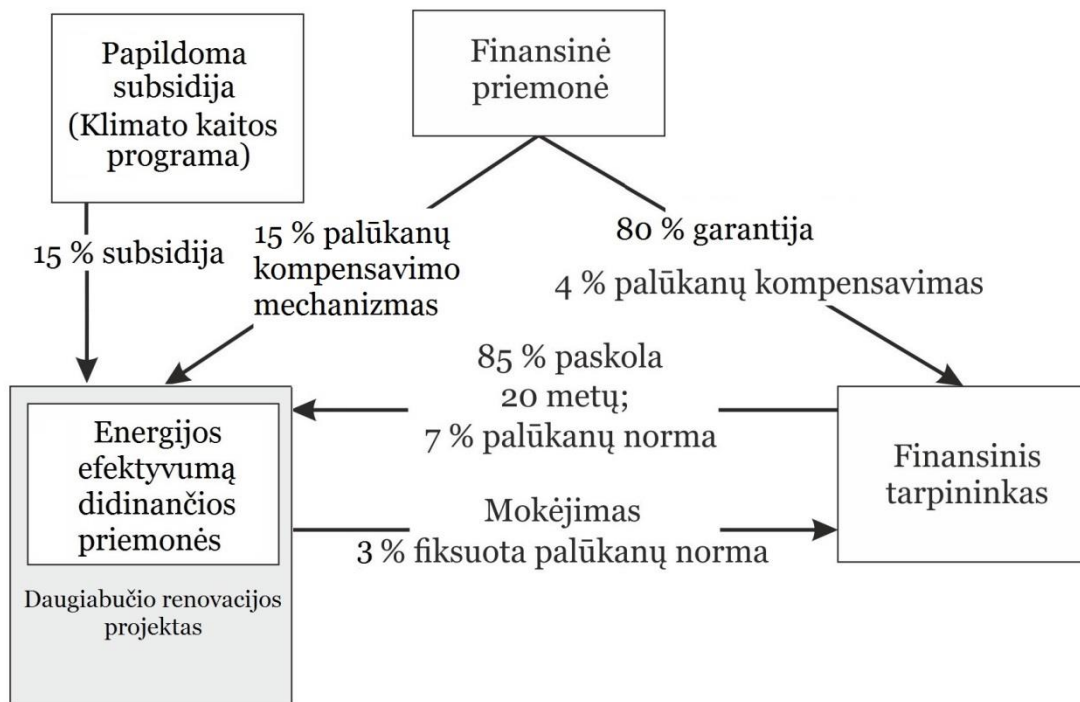 Papildoma
subsidija
(Klimato kaitos
programa)
Finansinė
priemonė
15 % subsidija
15 % palūkanų
kompensavimo
mechanizmas
80 % garantija
4 % palūkanų kompensavimas
85 % paskola
20 metų;
7 % palūkanų norma
Energijos
efektyvumą
didinančios
priemonės
Finansinis
tarpininkas
Mokėjimas
3 % fiksuota palūkanų norma
Daugiabučio renovacijos
projektas